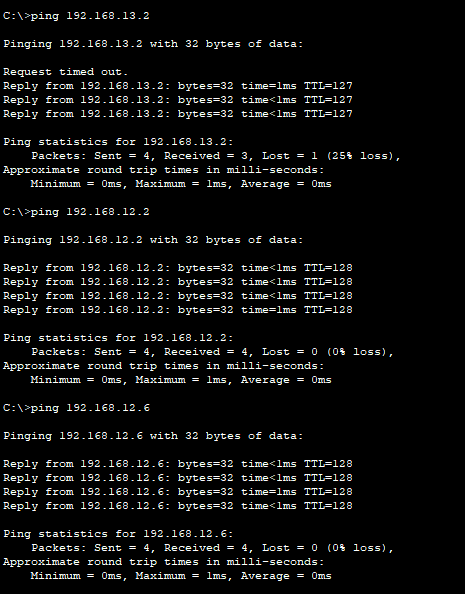 C:\>ping 192.168.13.2
Pinging 192.168.13.2 with 32 bytes of data:
Request timed out.
Reply from 192.168.13.2: bytes=32 time=1ms TTL=127
Reply from 192.168.13.2: bytes=32 time<1ms TTL=127
Reply from 192.168.13.2: bytes=32 time<1ms TTL=127
Ping statistics for 192.168.13.2:
    Packets: Sent = 4, Received = 3, Lost = 1 (25% loss),
Approximate round trip times in milli-seconds:
    Minimum = 0ms, Maximum = 1ms, Average = 0ms
C:\>ping 192.168.12.2
Pinging 192.168.12.2 with 32 bytes of data:
Reply from 192.168.12.2: bytes=32 time<1ms TTL=128
Reply from 192.168.12.2: bytes=32 time<1ms TTL=128
Reply from 192.168.12.2: bytes=32 time<1ms TTL=128
Reply from 192.168.12.2: bytes=32 time=1ms TTL=128
Ping statistics for 192.168.12.2:
    Packets: Sent = 4, Received = 4, Lost = 0 (0% loss),
Approximate round trip times in milli-seconds:
    Minimum = 0ms, Maximum = 1ms, Average = 0ms
C:\>ping 192.168.12.6
Pinging 192.168.12.6 with 32 bytes of data:
Reply from 192.168.12.6: bytes=32 time<1ms TTL=128
Reply from 192.168.12.6: bytes=32 time<1ms TTL=128
Reply from 192.168.12.6: bytes=32 time=1ms TTL=128
Reply from 192.168.12.6: bytes=32 time<1ms TTL=128
Ping statistics for 192.168.12.6:
    Packets: Sent = 4, Received = 4, Lost = 0 (0% loss),
Approximate round trip times in milli-seconds:
    Minimum = 0ms, Maximum = 1ms, Average = 0ms